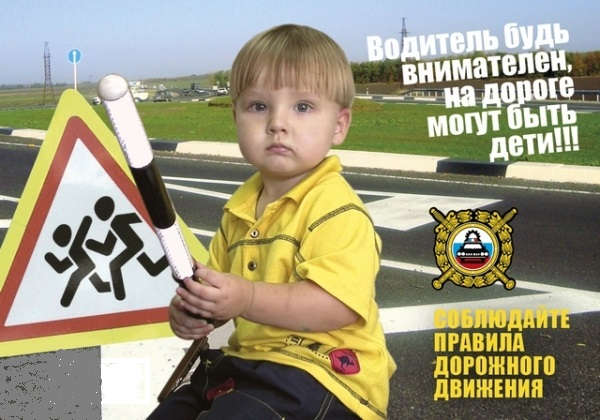 Водитель будь
внимателен,
на дороге
могут быть
дети!!!
СОБЛЮДАЙТЕ
ПРАВИЛА
ДОРОЖНОГО
ДВИЖЕНИЯ